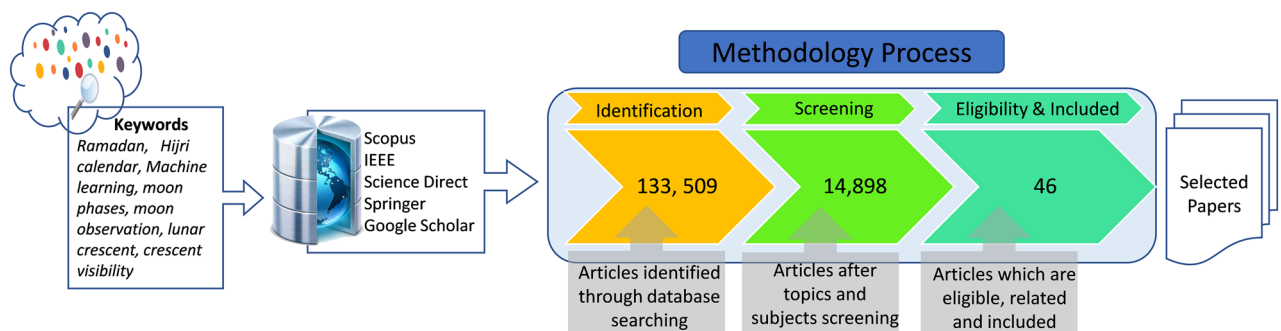 Methodology Process
Keywords
Ramadan, Hijri
calendar, Machine
learning, moon
phases, moon
observation, lunar
crescent, crescent
visibility
Scopus
IEEE
Science Direct
Springer
Google Scholar
Identification
133, 509
Articles identified
through database
searching
Screening
14,898
Articles after
topics and
subjects screening
Eligibility & Included
46
Articles which are
eligible, related
and included
Selected
Papers